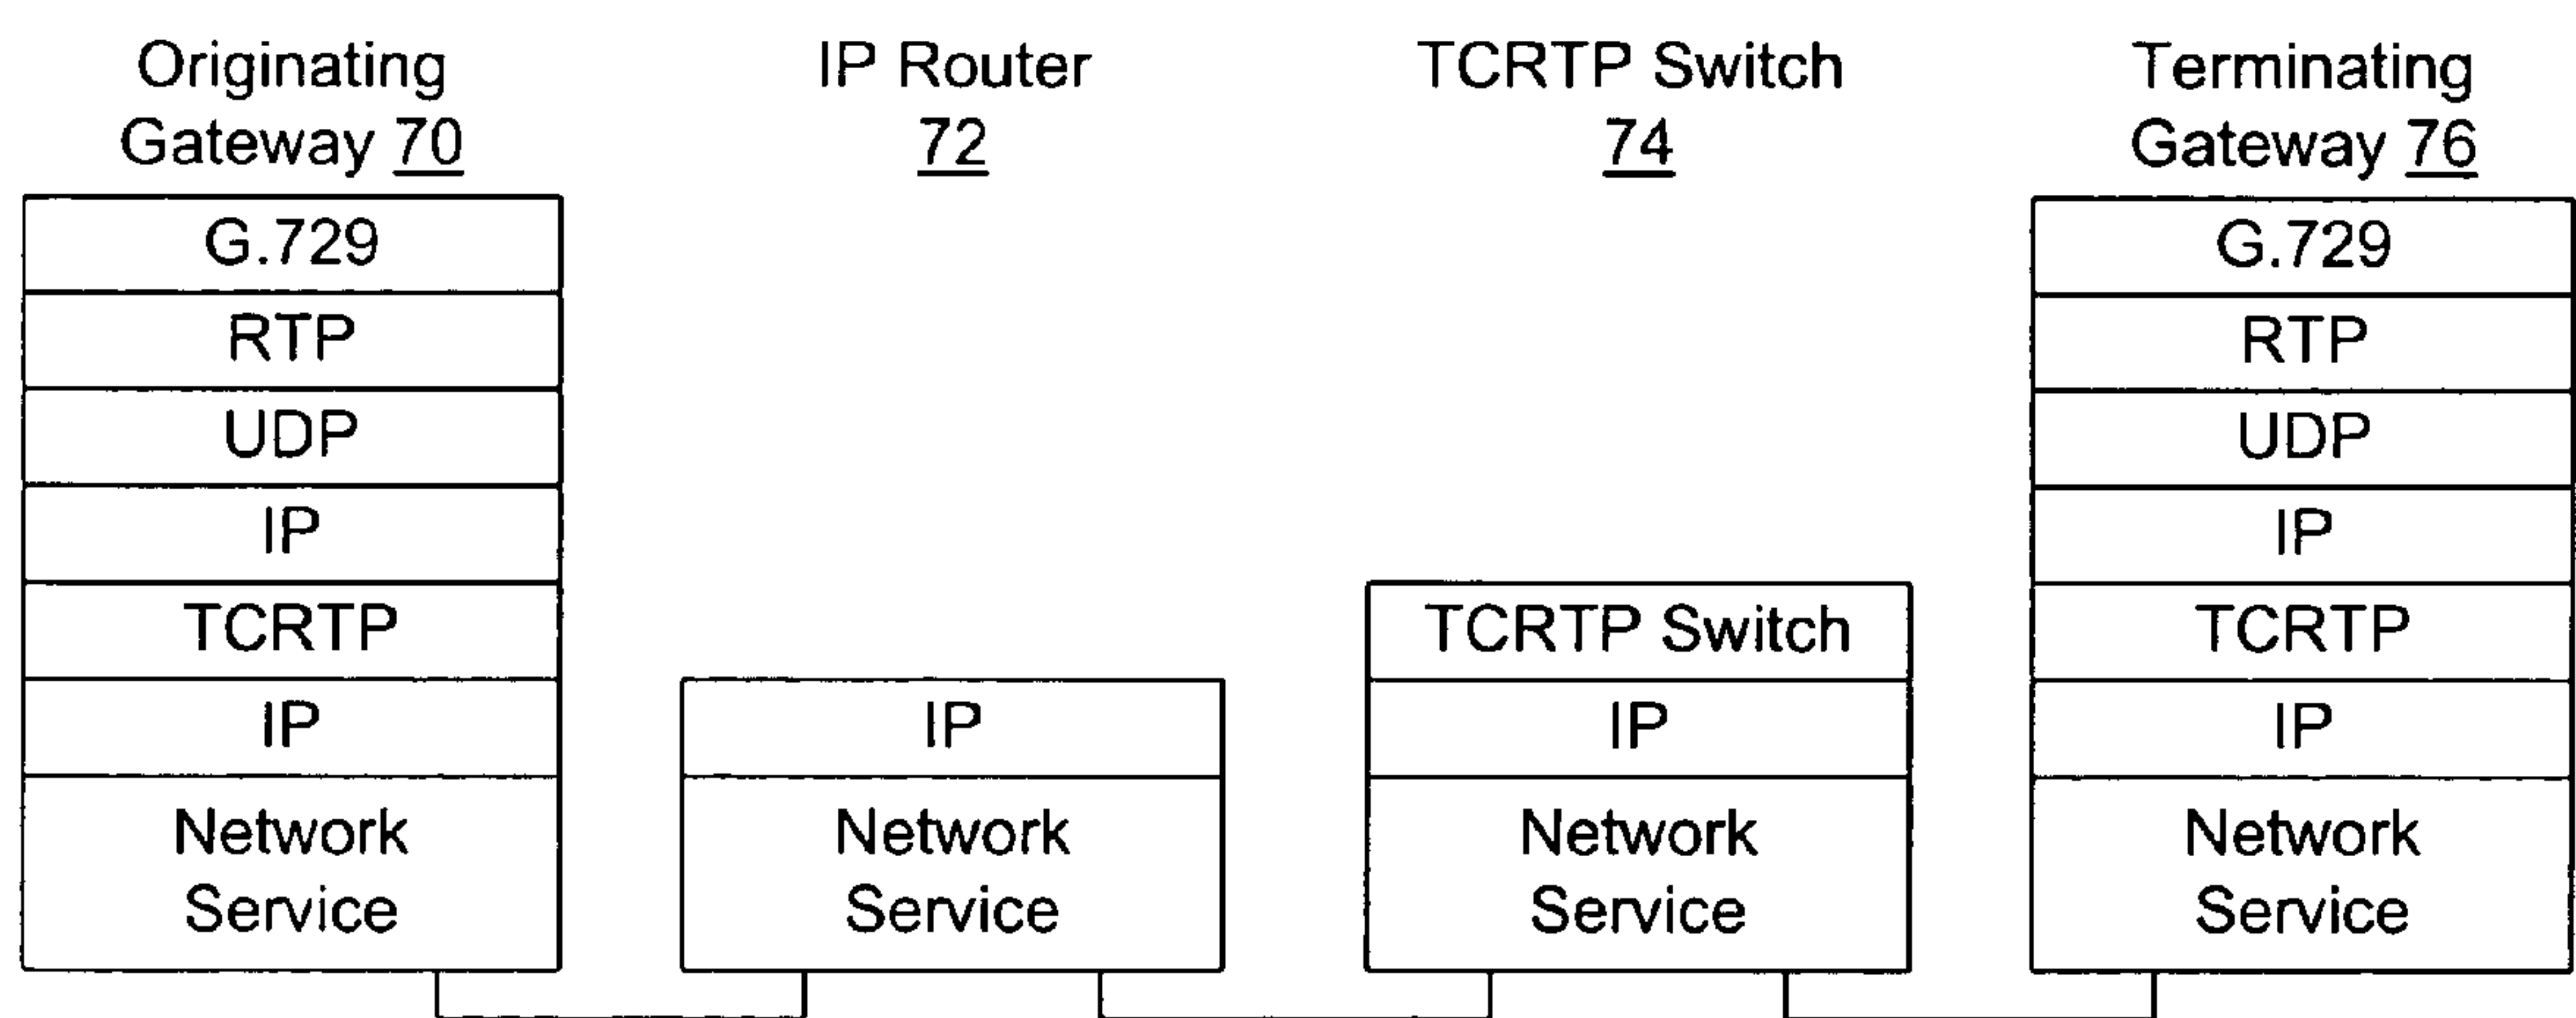 Originating
Gateway 70
G.729
RTP
UDP
IP
TCRTP
IP
Network
Service
IP Router
72
IP
Network
Service
TCRTP Switch
74
TCRTP Switch
IP
Network
Service
Terminating
Gateway 76
G.729
RTP
UDP
IP
TCRTP
IP
Network
Service